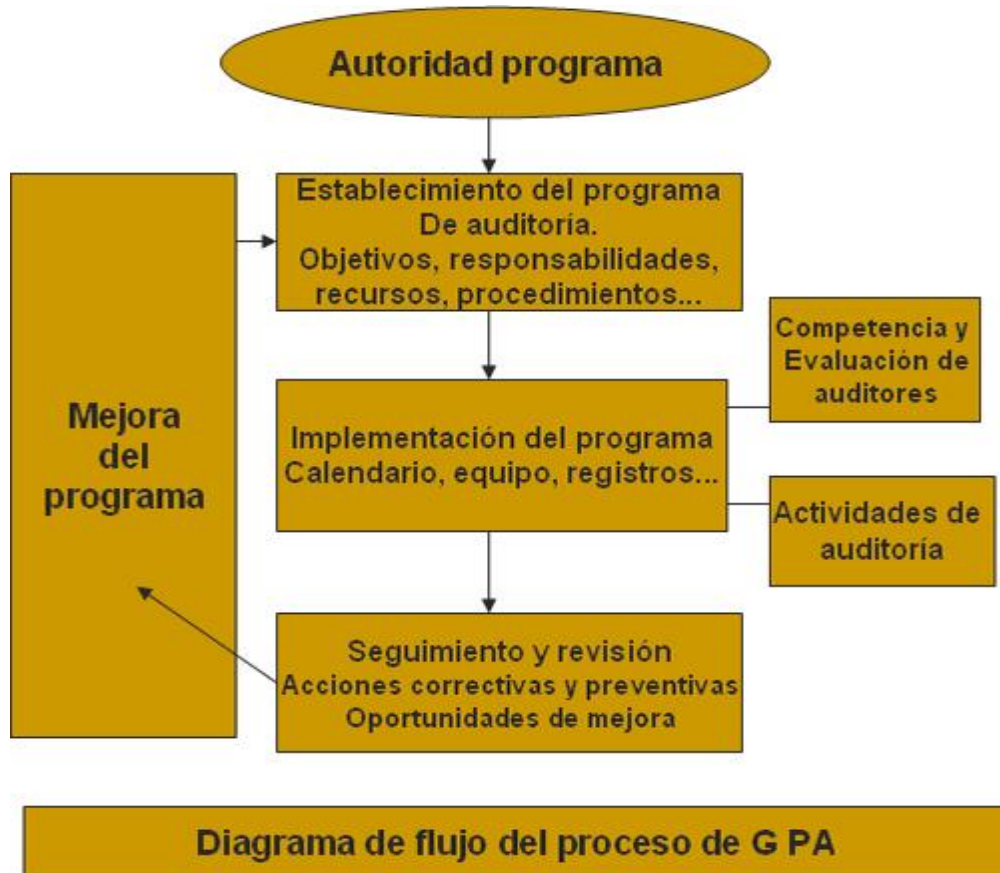 Autoridad programa
Establecimiento del programa
De auditoría.
Objetivos, responsabilidades,
recursos, procedimientos...
Competencia y
Evaluación de
auditores
Mejora
del
programa
Implementación del programa
Calendario, equipo, registros...
Actividades de
auditoría
Seguimiento y revisión
Acciones correctivas y preventivas
Oportunidades de mejora
Diagrama de flujo del proceso de G PA